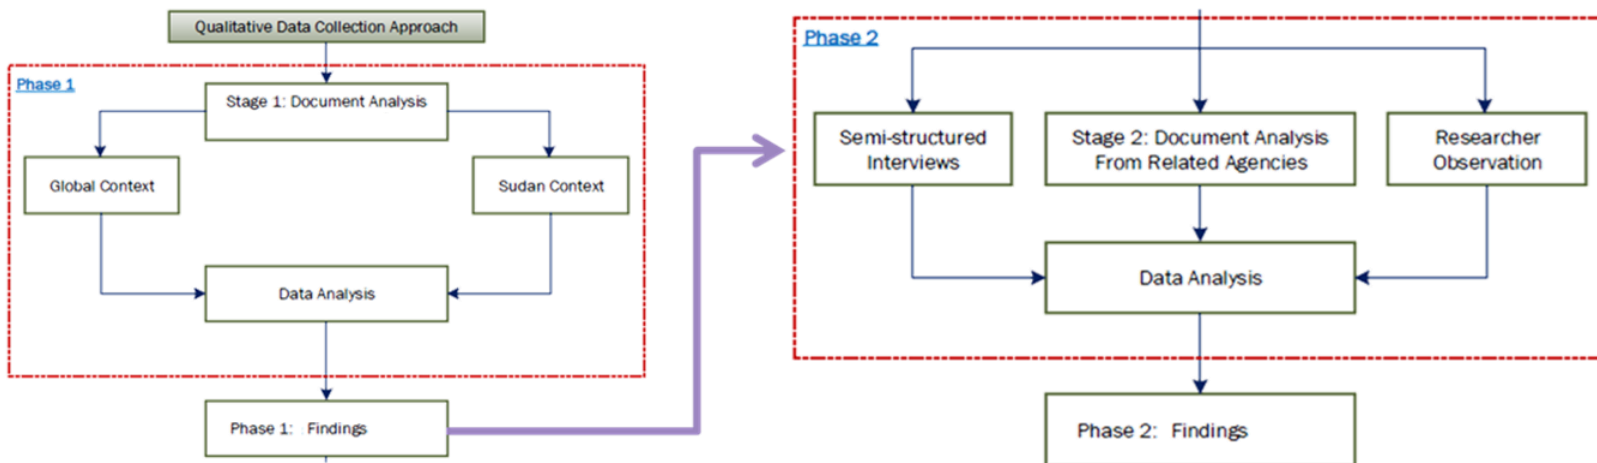 Qualitative Data Collection Approach
Phase 1
Stage 1: Document Analysis
Global Context
Sudan Context
Data Analysis
Phase 1: Findings
Phase 2
Semi-structured
Interviews
Stage 2: Document Analysis
From Related Agencies
Researcher
Observation
Data Analysis
Phase 2: Findings